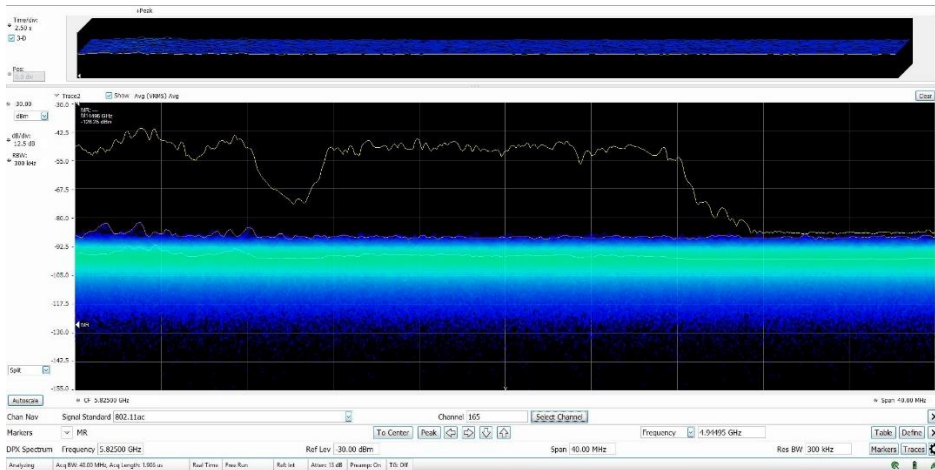 +Peak
Time/div:
2.50 s
3-D
Pos:
Trace2 Show Avg (VRMS) Avg Clear
30.00 -30.0
dBm
MR: ---
-42.5
dB/div:
12.5 dB
-55.0
RBW:
300 kHz
-67.5
-80.0
-92.5
-105.0
-117.5
MR
-130.0
-142.5
Split
-155.0
Autoscale CF 5.82500 GHz Span 40.00 MHz
Chan Nav Signal Standard 802.11ac Channel 165 Select Channel X
Markers MR To Center Peak Frequency 4.94495 GHz Table Define X
DPX Spectrum Frequency 5.82500 GHz Ref Lev -30.00 dBm Span 40.00 MHz Res BW 300 kHz Markers Traces
Analyzing Acq BW: 40.00 MHz, Acq Length: Real Time Free Run Ref: Int Atten: 10 dB Preamp: On TG: Off